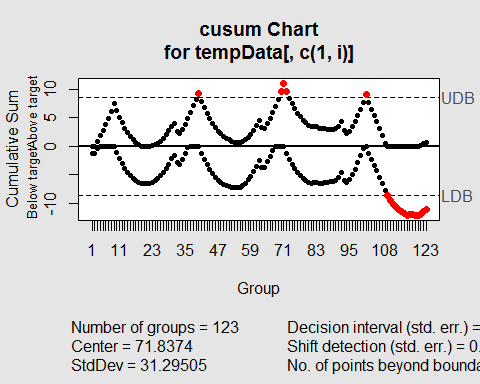 cusum Chart
for tempData[, c(1, i)]
Cumulative Sum
Below target
Above target
10
5
0
-10
UDB
LDB
1 11 23 35 47 59 71 83 95 108 123
Group
Number of groups = 123
Center = 71.8374
StdDev = 31.29505
Decision interval (std. err.) =
Shift detection (std. err.) = 0.
No. of points beyond